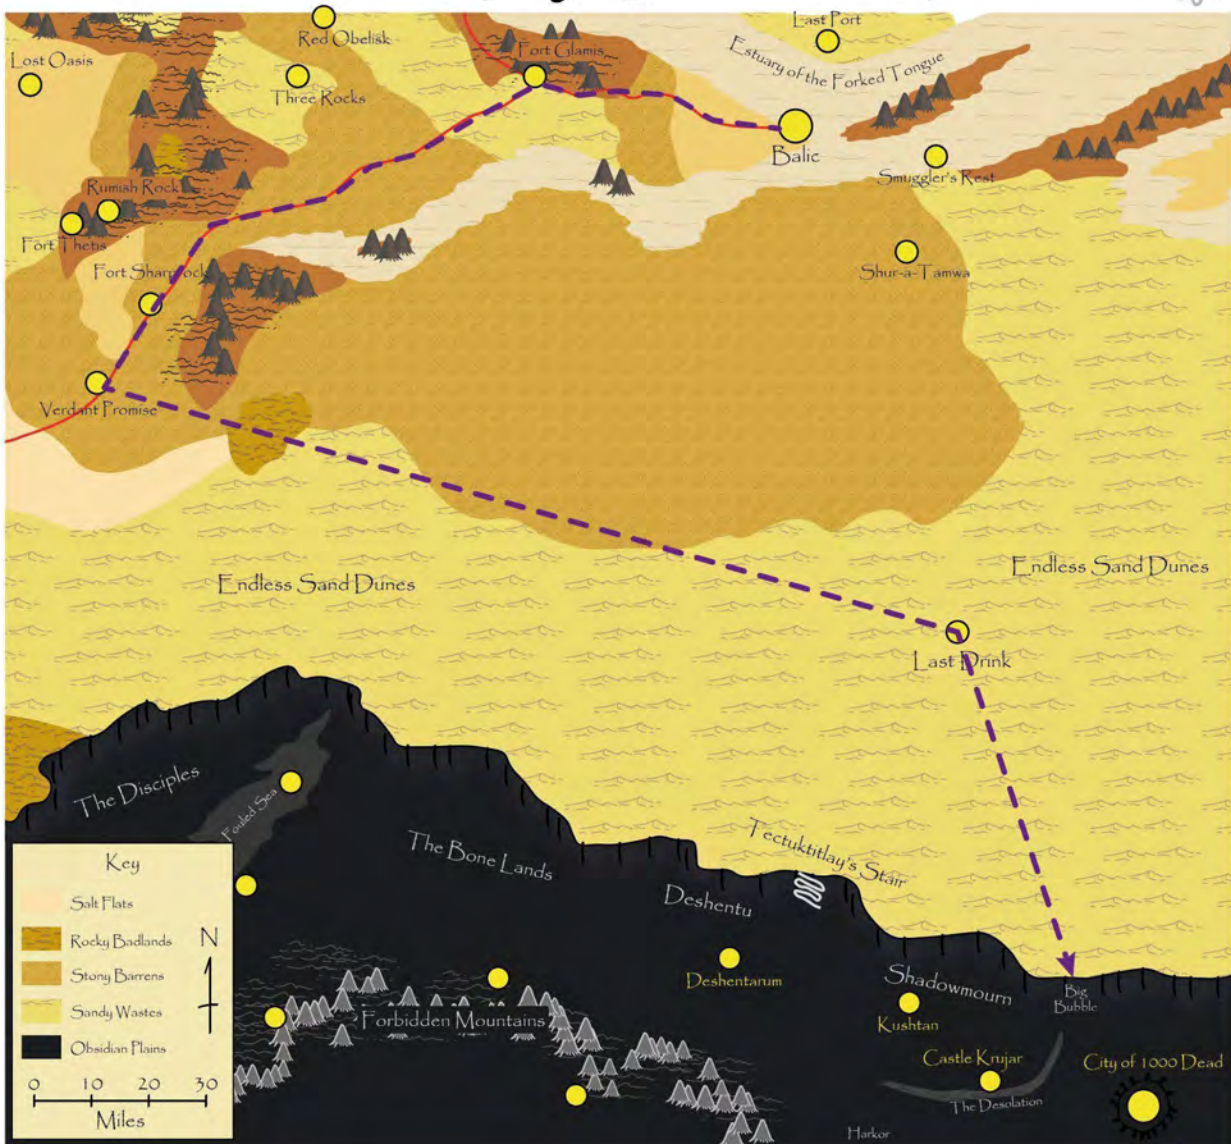 Last Port
Red Obelisk
Fort Glamis
Lost Oasis
Estuary of the Forked Tongue
Three Rocks
Balic
Smuggler's Rest
Rumish Rock
Fort Thetis
Shur-a-Tamwa
Fort Sharprock
Verdant Promise
Endless Sand Dunes
Endless Sand Dunes
Last Drink
The Disciples
Fouled Sea
The Bone Lands
Tectuktitlay's Stair
Deshentu
Deshentarum
Shadowmourn
Big
Bubble
Kushtan
Forbidden Mountains
Castle Krujar
City of 1000 Dead
The Desolation
Harkor
Key
Salt Flats
Rocky Badlands
N
Stony Barrens
Sandy Wastes
Obsidian Plains
0 10 20 30
Miles